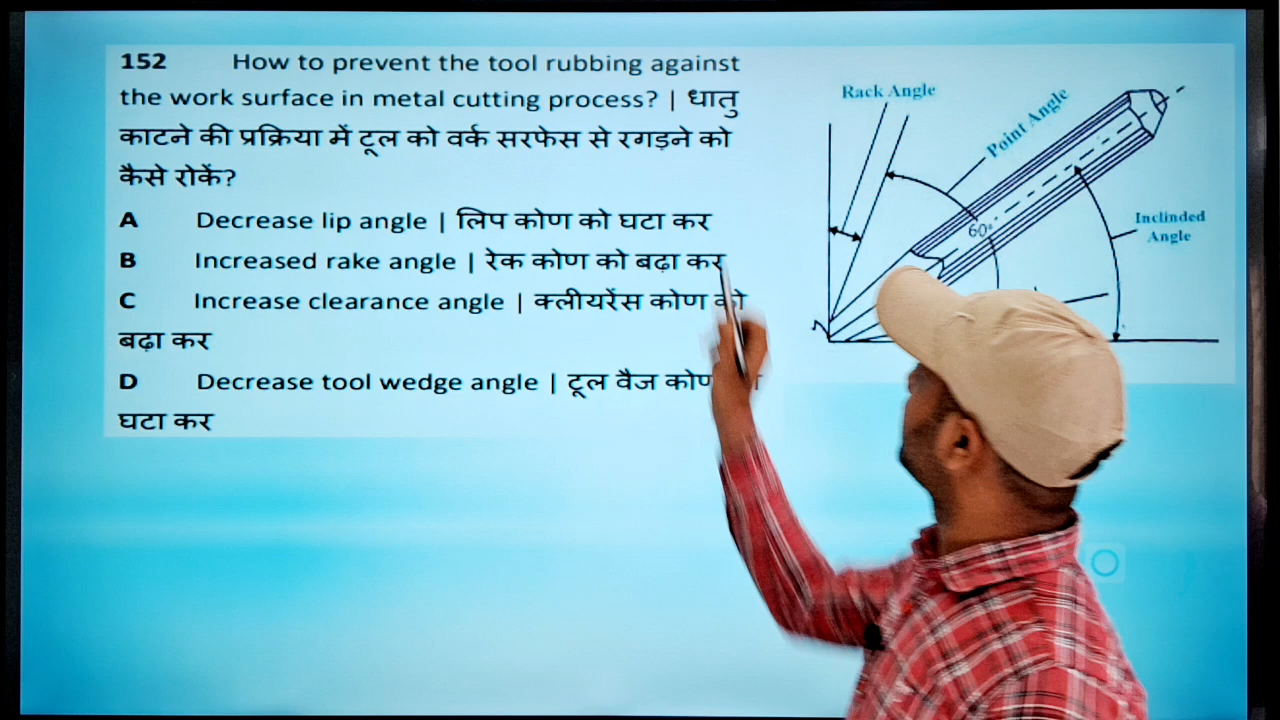 152 How to prevent the tool rubbing against
the work surface in metal cutting process? | धातु
काटने की प्रक्रिया में टूल को वर्क सरफेस से रगड़ने को
कैसे रोकें?
A Decrease lip angle | लिप कोण को घटा कर
B Increased rake angle | रेक कोण को बढ़ा कर
C Increase clearance angle | क्लीयरेंस कोण को
बढ़ा कर
D Decrease tool wedge angle | टूल वैज कोण
घटा कर
Rack Angle
Point Angle
60°
Inclinded
Angle